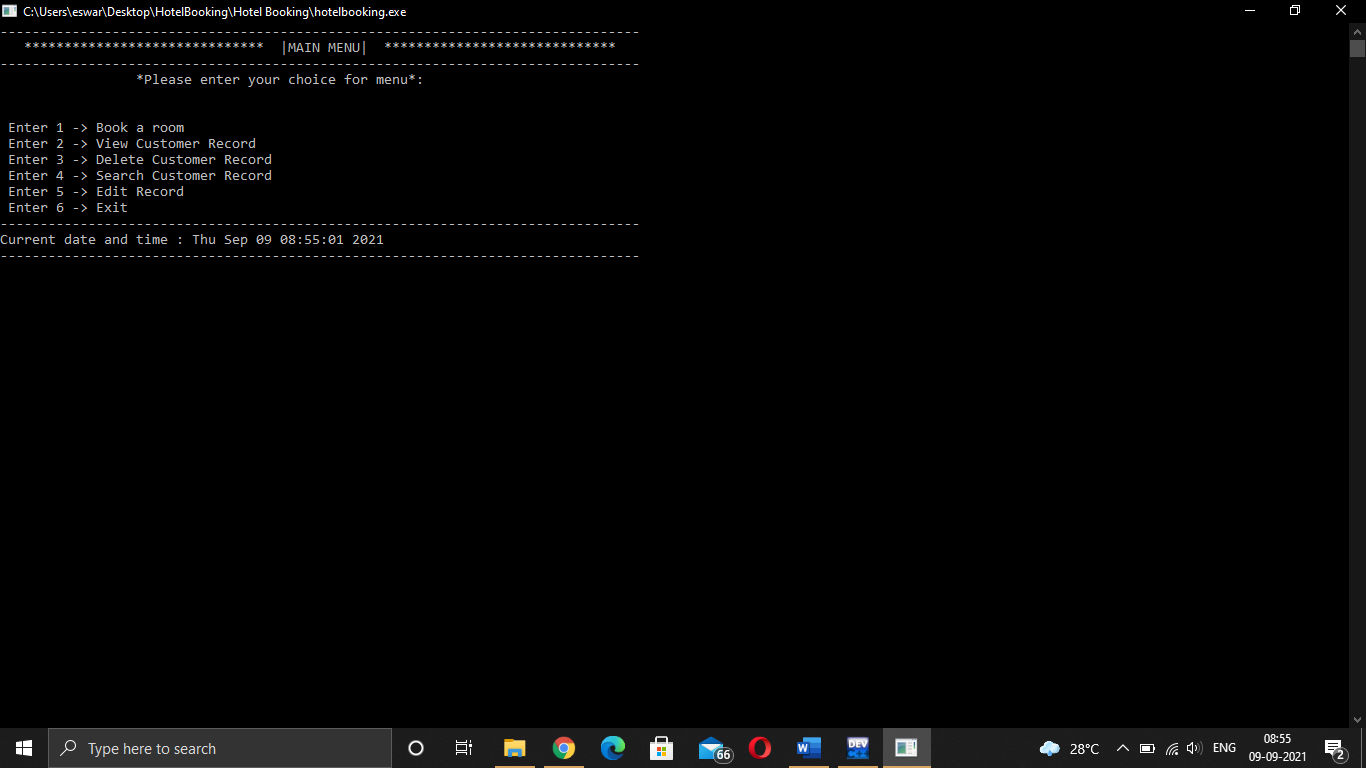 C:\Users\eswar\Desktop\HotelBooking\Hotel Booking\hotelbooking.exe
--------------------------------------------------------------------------------
   ******************************  |MAIN MENU|  *****************************
--------------------------------------------------------------------------------
                 *Please enter your choice for menu*:
 Enter 1 -> Book a room
 Enter 2 -> View Customer Record
 Enter 3 -> Delete Customer Record
 Enter 4 -> Search Customer Record
 Enter 5 -> Edit Record
 Enter 6 -> Exit
--------------------------------------------------------------------------------
Current date and time : Thu Sep 09 08:55:01 2021
--------------------------------------------------------------------------------
Type here to search
66
W
DEV
28°C
ENG
08:55
09-09-2021
2